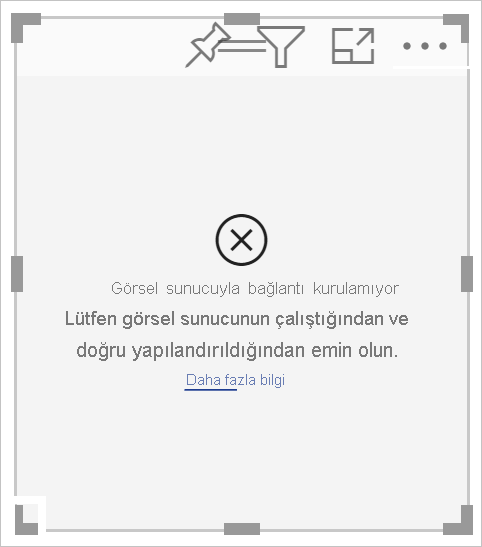 Görsel sunucuyla bağlantı kurulamıyor
Lütfen görsel sunucunun çalıştığından ve
doğru yapılandırıldığından emin olun.
Daha fazla bilgi